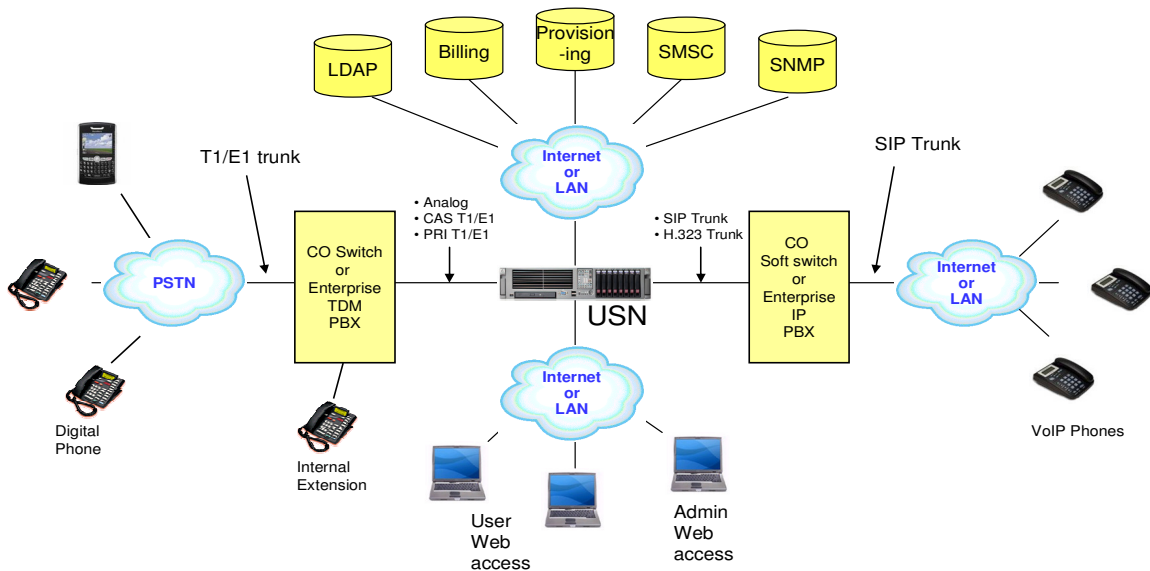 LDAP
Billing
Provision
-ing
SMSC
SNMP
T1/E1 trunk
Internet
or
LAN
SIP Trunk
• Analog
• CAS T1/E1
• PRI T1/E1
• SIP Trunk
• H.323 Trunk
PSTN
CO Switch
or
Enterprise
TDM
PBX
USN
CO
Soft switch
or
Enterprise
IP
PBX
Internet
or
LAN
Internet
or
LAN
Digital
Phone
Internal
Extension
VoIP Phones
User
Web
access
Admin
Web
access